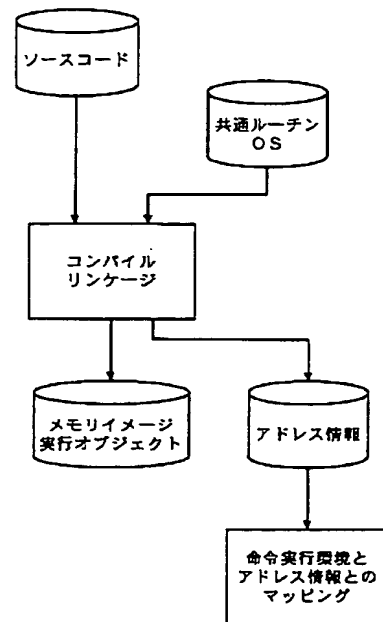 ソースコード
共通ルーチン
OS
コンパイル
リンケージ
メモリイメージ
実行オブジェクト
アドレス情報
命令実行環境と
アドレス情報との
マッピング